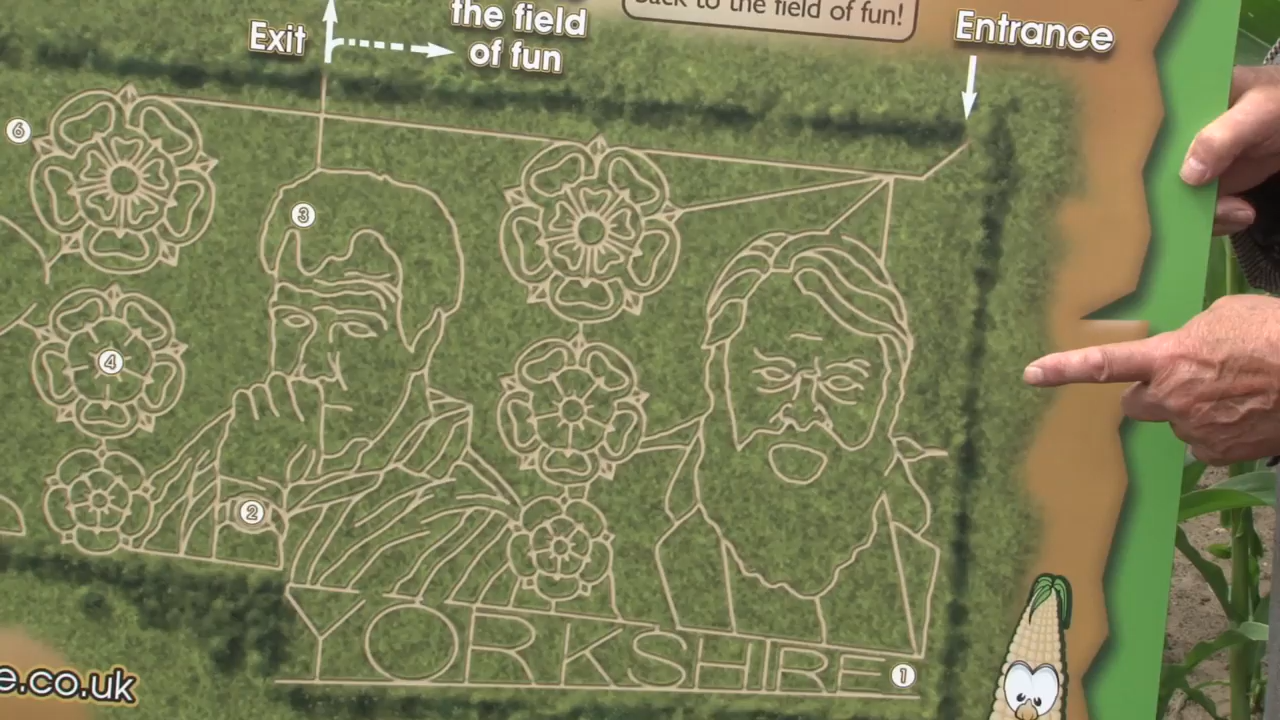 the field
of fun
to the field of fun!
Exit
Entrance
6
3
4
2
YORKSHIRE
1
e.co.uk